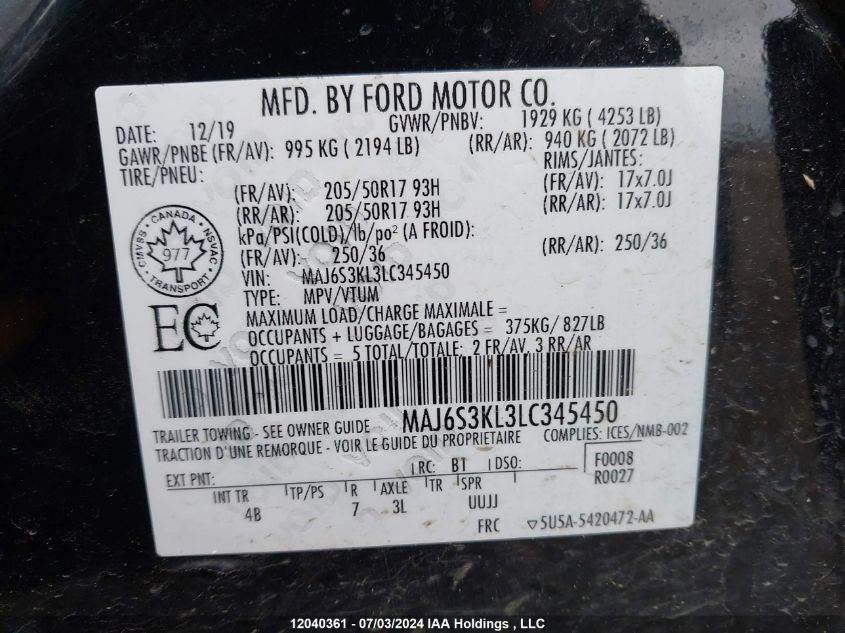 MFD. BY FORD MOTOR CO.
DATE: 12/19 GVWR/PNBV: 1929 KG ( 4253 LB)
GAWR/PNBE (FR/AV): 995 KG ( 2194 LB) (RR/AR): 940 KG ( 2072 LB)
TIRE/PNEU: RIMS/JANTES:
(FR/AV): 205/50R17 93H (FR/AV): 17x7.0J
(RR/AR): 205/50R17 93H (RR/AR): 17x7.0J
kPa/PSI(COLD)/lb/po² (A FROID):
(FR/AV): 250/36 (RR/AR): 250/36
VIN: MAJ6S3KL3LC345450
TYPE: MPV/VTUM
CANADA
CMVSS NSVAC
977
TRANSPORT
EC
MAXIMUM LOAD/CHARGE MAXIMALE =
OCCUPANTS + LUGGAGE/BAGAGES = 375KG/ 827LB
OCCUPANTS = 5 TOTAL/TOTALE: 2 FR/AV, 3 RR/AR
MAJ6S3KL3LC345450
TRAILER TOWING - SEE OWNER GUIDE COMPLIES: ICES/NMB-002
TRACTION D'UNE REMORQUE - VOIR LE GUIDE DU PROPRIETAIRE
EXT PNT: RC: BT DSO: F0008
R0027
INT TR TP/PS R AXLE TR SPR
4B 7 3L UUJJ
FRC ▽5U5A-5420472-AA
12040361 - 07/03/2024 IAA Holdings , LLC